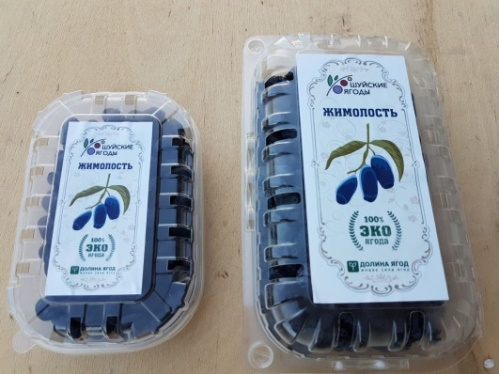 ШУЙСКИЕ
ЯГОДЫ
ЖИМОЛОСТЬ
100%
ЭКО
ЯГОДА
ДОЛИНА ЯГОД
ШУЙСКИЕ
ЯГОДЫ
ЖИМОЛОСТЬ
100%
ЭКО
ЯГОДА
ДОЛИНА ЯГОД